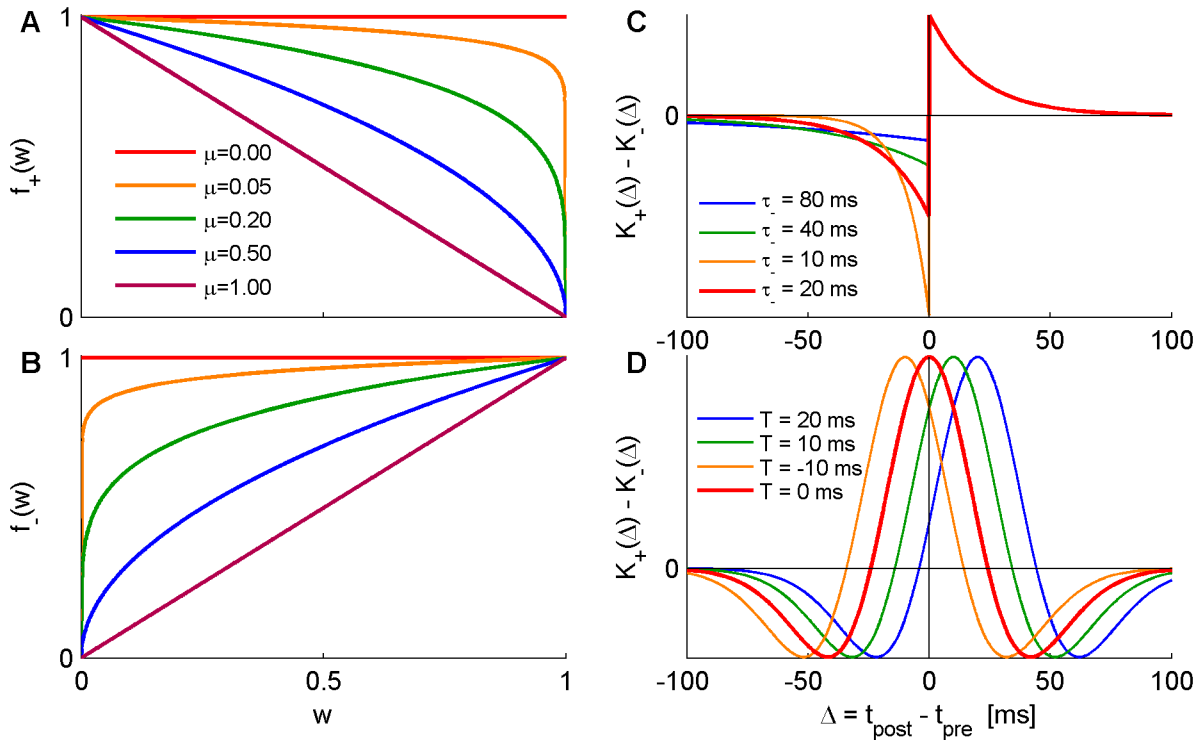 A
1
f₊(w)
μ=0.00
μ=0.05
μ=0.20
μ=0.50
μ=1.00
0
B
1
f₋(w)
0
0
0.5
1
w
C
0
K₊(Δ) - K₋(Δ)
τ₋ = 80 ms
τ₋ = 40 ms
τ₋ = 10 ms
τ₋ = 20 ms
-100
-50
0
50
100
D
K₊(Δ) - K₋(Δ)
T = 20 ms
T = 10 ms
T = -10 ms
T = 0 ms
0
-100
-50
0
50
100
Δ = t_post - t_pre [ms]